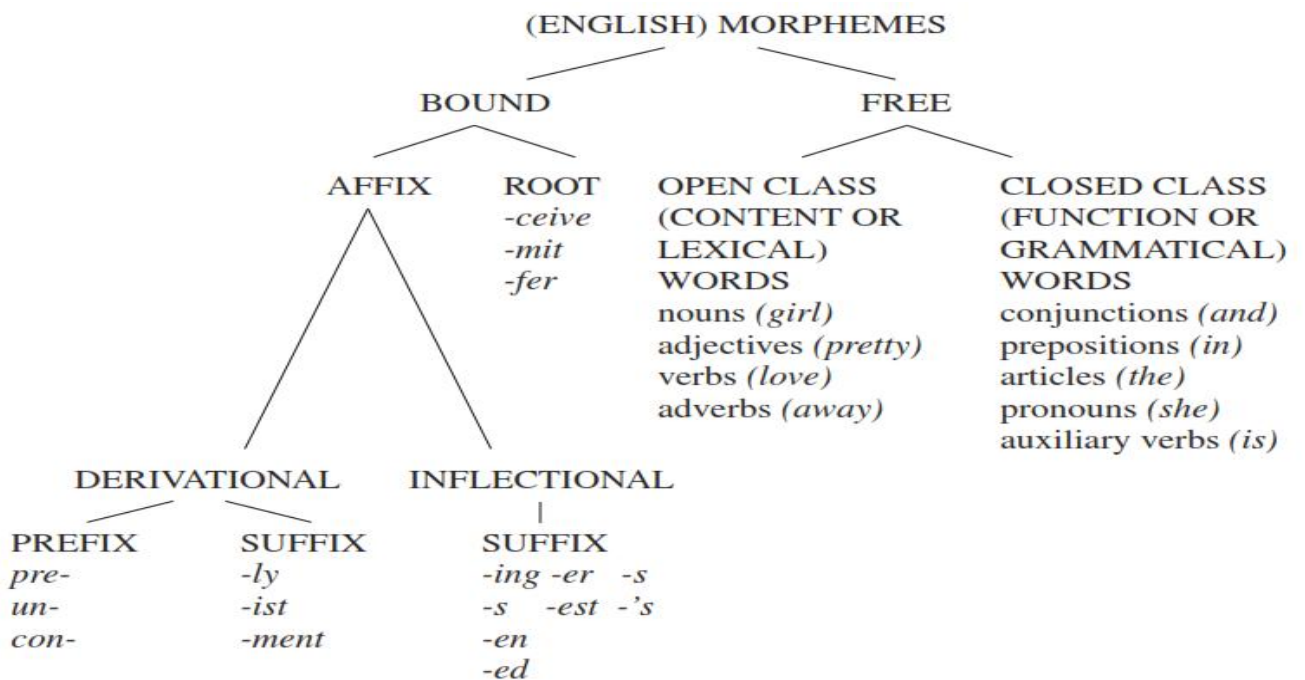 (ENGLISH) MORPHEMES
BOUND
FREE
AFFIX
ROOT
-ceive
-mit
-fer
OPEN CLASS
(CONTENT OR
LEXICAL)
WORDS
nouns (girl)
adjectives (pretty)
verbs (love)
adverbs (away)
CLOSED CLASS
(FUNCTION OR
GRAMMATICAL)
WORDS
conjunctions (and)
prepositions (in)
articles (the)
pronouns (she)
auxiliary verbs (is)
DERIVATIONAL
INFLECTIONAL
PREFIX
pre-
un-
con-
SUFFIX
-ly
-ist
-ment
SUFFIX
-ing -er -s
-s -est -'s
-en
-ed